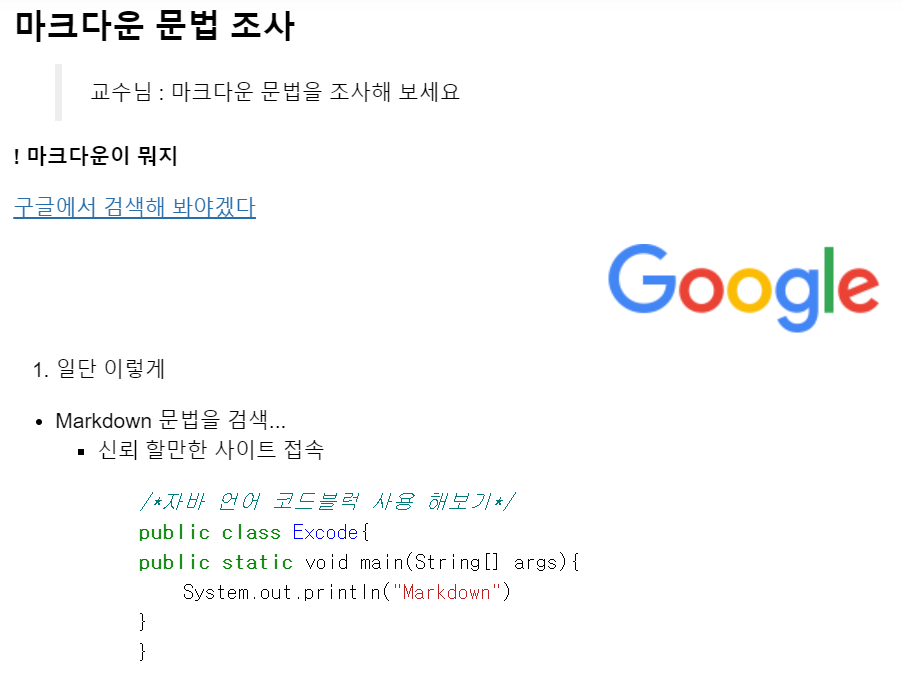 마크다운 문법 조사
교수님 : 마크다운 문법을 조사해 보세요
! 마크다운이 뭐지
구글에서 검색해 봐야겠다
Google
1. 일단 이렇게
• Markdown 문법을 검색...
▪ 신뢰 할만한 사이트 접속
/*자바 언어 코드블럭 사용 해보기*/
public class Excode{
public static void main(String[] args){
    System.out.println("Markdown")
}
}